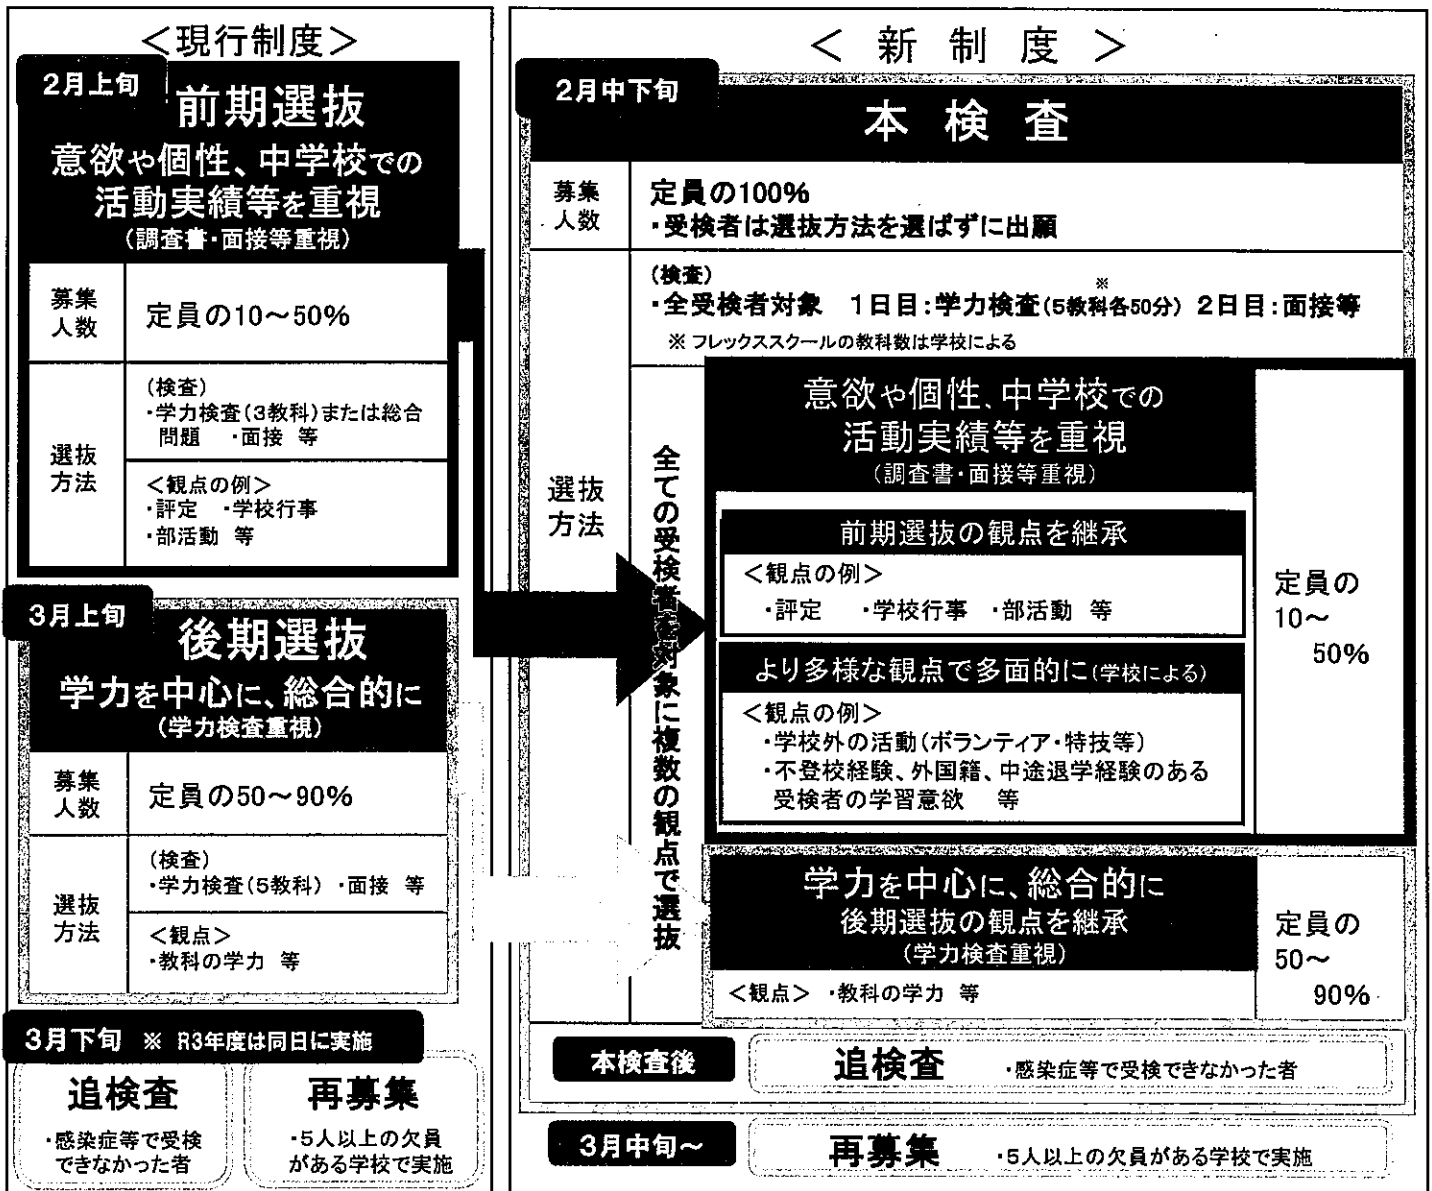 ＜現行制度＞
2月上旬
前期選抜
意欲や個性、中学校での
活動実績等を重視
(調査書・面接等重視)
募集
人数
定員の10～50%
選抜
方法
(検査)
・学力検査(3教科)または総合
問題　・面接 等
＜観点の例＞
・評定　・学校行事
・部活動 等
3月上旬
後期選抜
学力を中心に、総合的に
(学力検査重視)
募集
人数
定員の50～90%
選抜
方法
(検査)
・学力検査(5教科) ・面接 等
＜観点＞
・教科の学力 等
3月下旬 ※ R3年度は同日に実施
追検査
・感染症等で受検
できなかった者
再募集
・5人以上の欠員
がある学校で実施
＜ 新 制 度 ＞
2月中下旬
本 検 査
募集
人数
定員の100%
・受検者は選抜方法を選ばずに出願
選抜
方法
(検査)
※
・全受検者対象　1日目：学力検査(5教科各50分) 2日目：面接等
※ フレックススクールの教科数は学校による
全ての受検者を対象に複数の観点で選抜
意欲や個性、中学校での
活動実績等を重視
(調査書・面接等重視)
前期選抜の観点を継承
＜観点の例＞
・評定　・学校行事　・部活動 等
より多様な観点で多面的に(学校による)
＜観点の例＞
・学校外の活動(ボランティア・特技等)
・不登校経験、外国籍、中途退学経験のある
受検者の学習意欲　等
定員の
10～
50%
学力を中心に、総合的に
後期選抜の観点を継承
(学力検査重視)
＜観点＞ ・教科の学力 等
定員の
50～
90%
本検査後
追検査　・感染症等で受検できなかった者
3月中旬～
再募集　・5人以上の欠員がある学校で実施